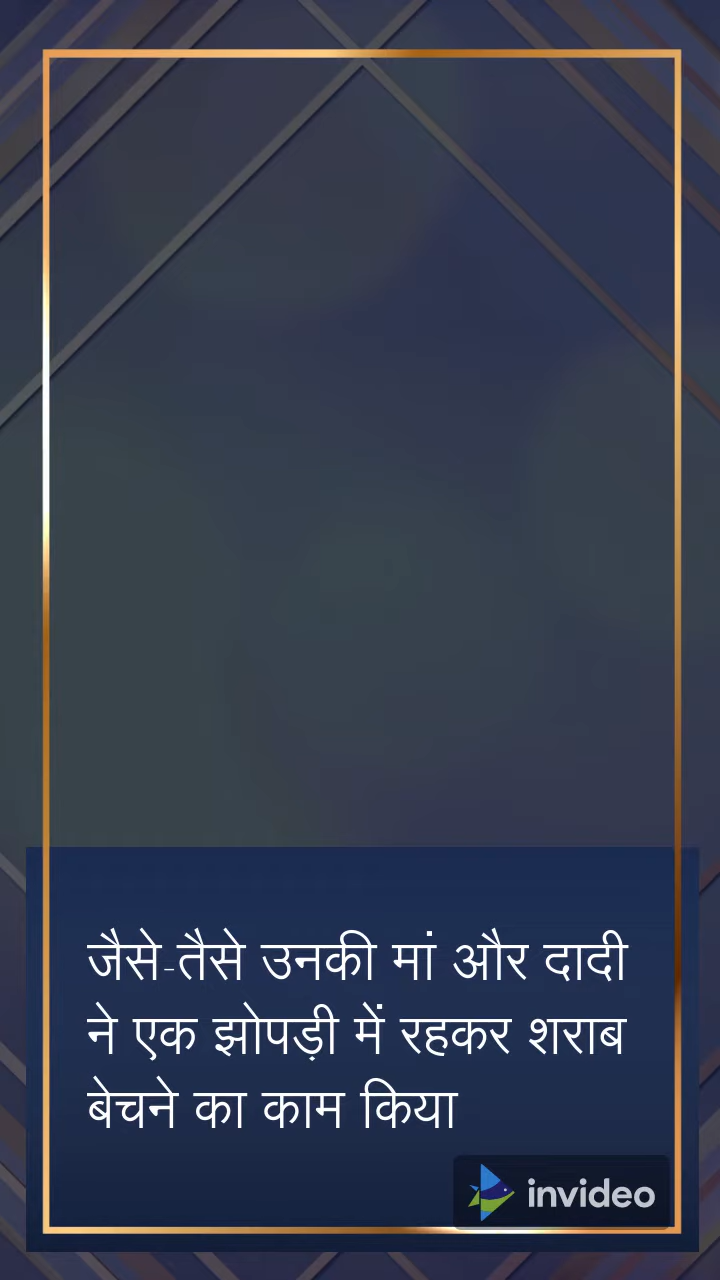 जैसे-तैसे उनकी मां और दादी
ने एक झोपड़ी में रहकर शराब
बेचने का काम किया
invideo